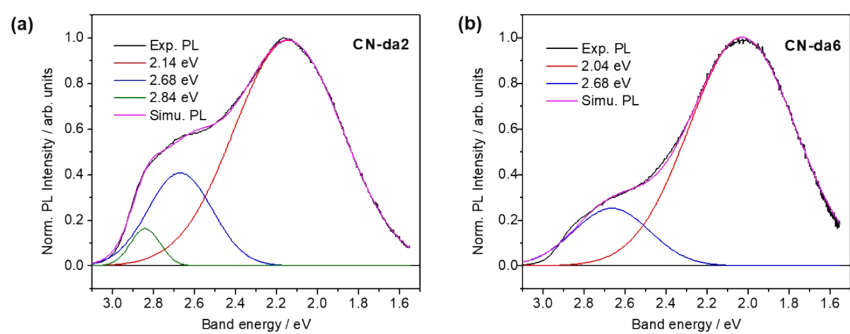 (a)
CN-da2
Exp. PL
2.14 eV
2.68 eV
2.84 eV
Simu. PL
Norm. PL Intensity / arb. units
1.0
0.8
0.6
0.4
0.2
0.0
3.0 2.8 2.6 2.4 2.2 2.0 1.8 1.6
Band energy / eV
(b)
CN-da6
Exp. PL
2.04 eV
2.68 eV
Simu. PL
Norm. PL Intensity / arb. units
1.0
0.8
0.6
0.4
0.2
0.0
3.0 2.8 2.6 2.4 2.2 2.0 1.8 1.6
Band energy / eV